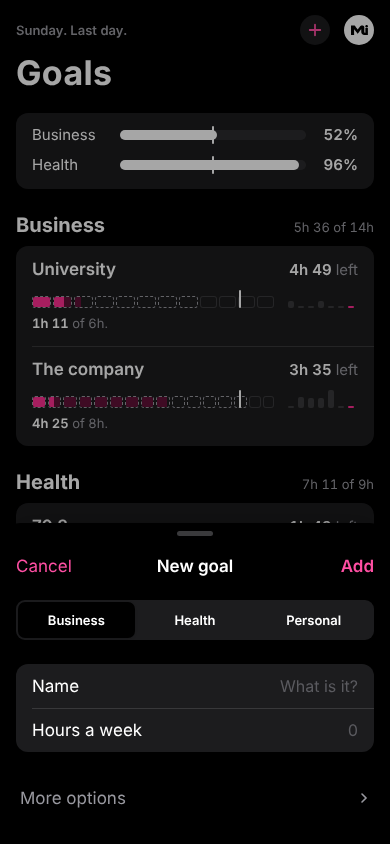 Sunday. Last day.
Mi
Goals
Business 52%
Health 96%
Business 5h 36 of 14h
University 4h 49 left
1h 11 of 6h.
The company 3h 35 left
4h 25 of 8h.
Health 7h 11 of 9h
Cancel New goal Add
Business Health Personal
Name What is it?
Hours a week 0
More options